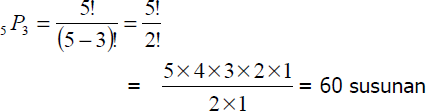 ₅P₃ = 5!/(5−3)! = 5!/2!
= 5×4×3×2×1/2×1 = 60 susunan